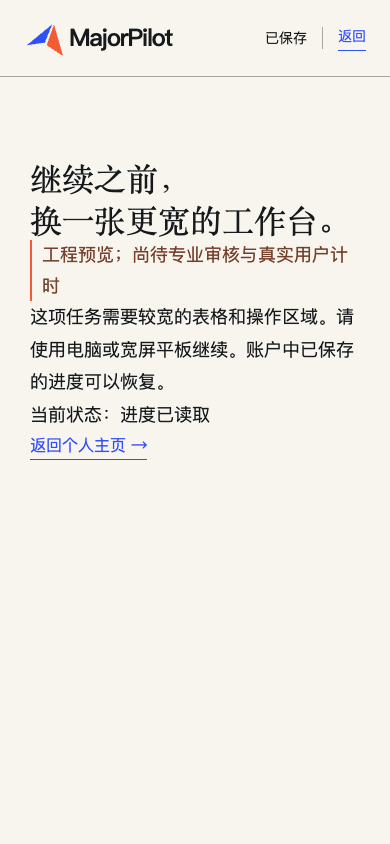 MajorPilot
已保存
返回
继续之前，
换一张更宽的工作台。
工程预览；尚待专业审核与真实用户计
时
这项任务需要较宽的表格和操作区域。请
使用电脑或宽屏平板继续。账户中已保存
的进度可以恢复。
当前状态：进度已读取
返回个人主页 →